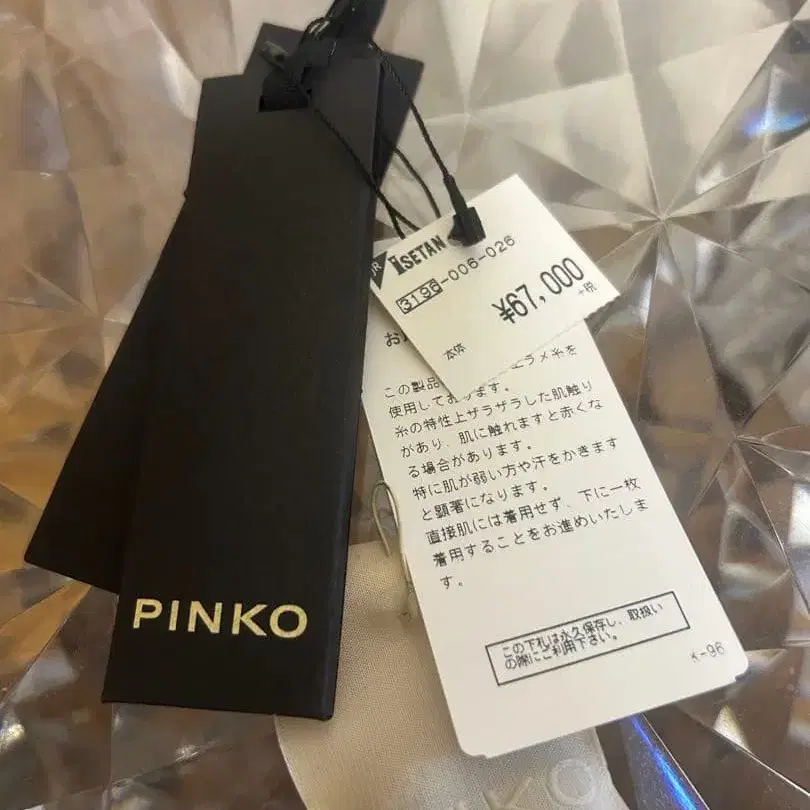 PINKO
JR ISETAN
3196-006-026
¥67,000
本体 +税
お
この製品 ラメ糸を
使用しております。
糸の特性上ザラザラした肌触り
があり、肌に触れますと赤くな
る場合があります。
特に肌が弱い方や汗をかきます
と顕著になります。
直接肌には着用せず、下に一枚
着用することをお進めいたしま
す。
この下札は永久保存し、取扱い
の際にご利用下さい。
K-96
NKO